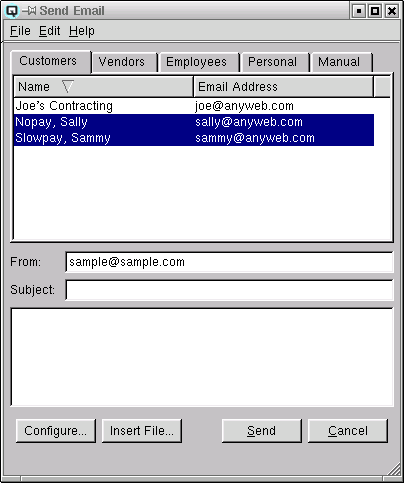 Q Send Email
File Edit Help
Customers Vendors Employees Personal Manual
Name Email Address
Joe's Contracting joe@anyweb.com
Nopay, Sally sally@anyweb.com
Slowpay, Sammy sammy@anyweb.com
From: sample@sample.com
Subject:
Configure... Insert File... Send Cancel